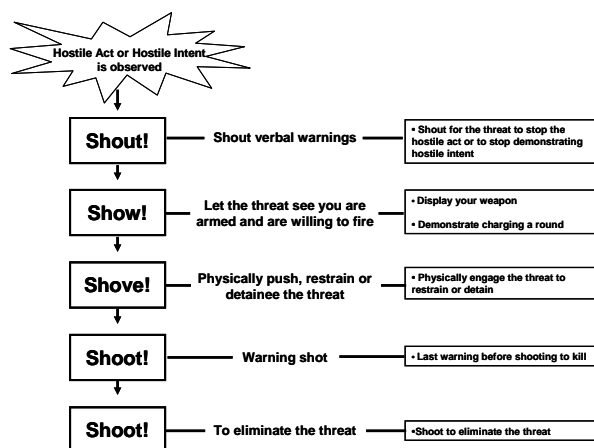 Hostile Act or Hostile Intent
is observed
Shout!
Shout verbal warnings
• Shout for the threat to stop the
hostile act or to stop demonstrating
hostile intent
Show!
Let the threat see you are
armed and are willing to fire
• Display your weapon
• Demonstrate charging a round
Shove!
Physically push, restrain or
detainee the threat
• Physically engage the threat to
restrain or detain
Shoot!
Warning shot
• Last warning before shooting to kill
Shoot!
To eliminate the threat
•Shoot to eliminate the threat